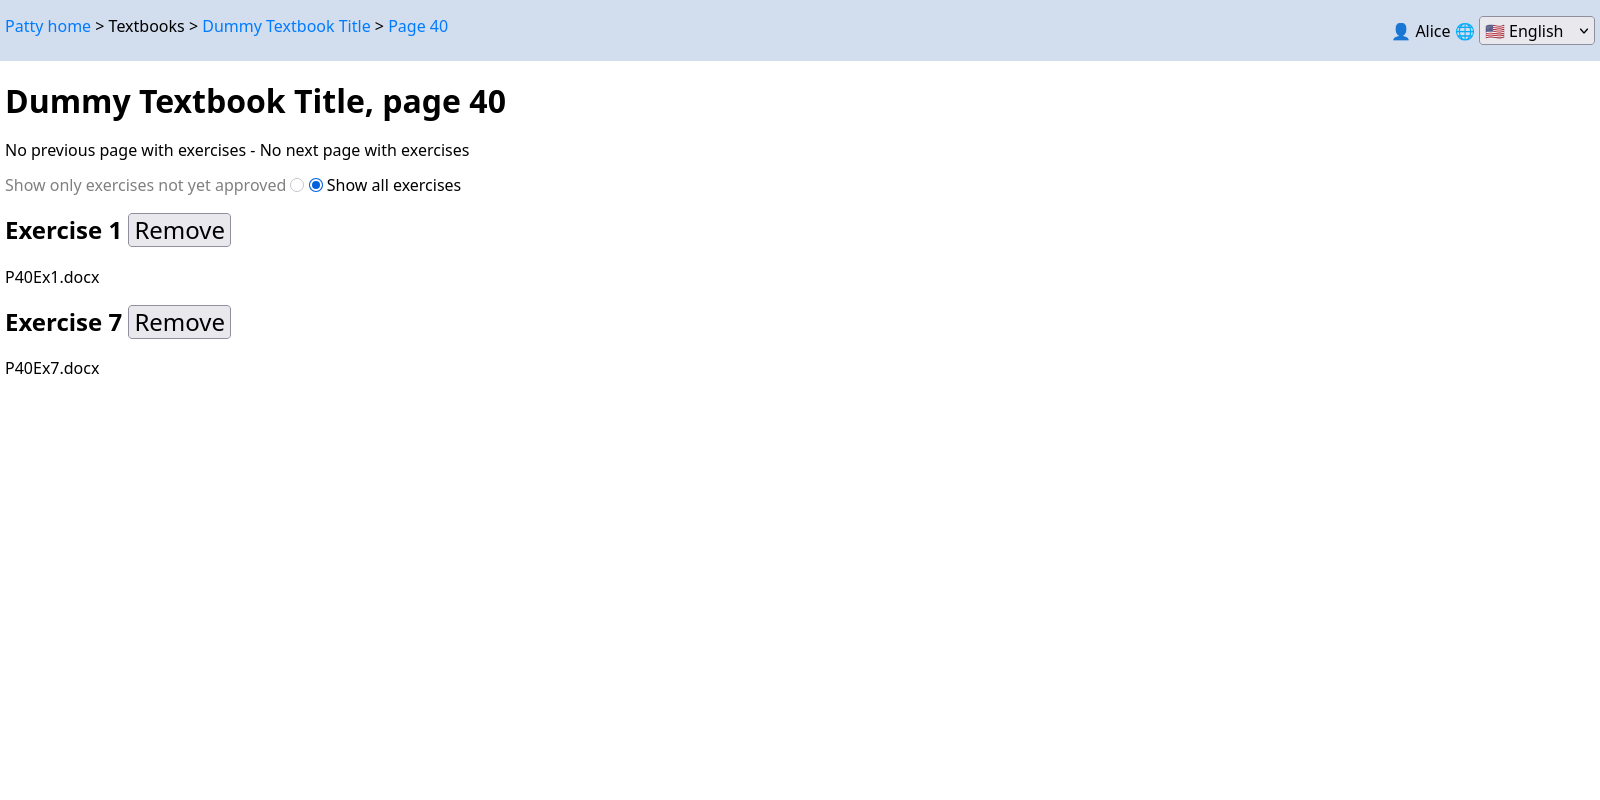 Patty home > Textbooks > Dummy Textbook Title > Page 40
👤 Alice 🌐 🇺🇸 English
Dummy Textbook Title, page 40
No previous page with exercises - No next page with exercises
Show only exercises not yet approved Show all exercises
Exercise 1 Remove
P40Ex1.docx
Exercise 7 Remove
P40Ex7.docx